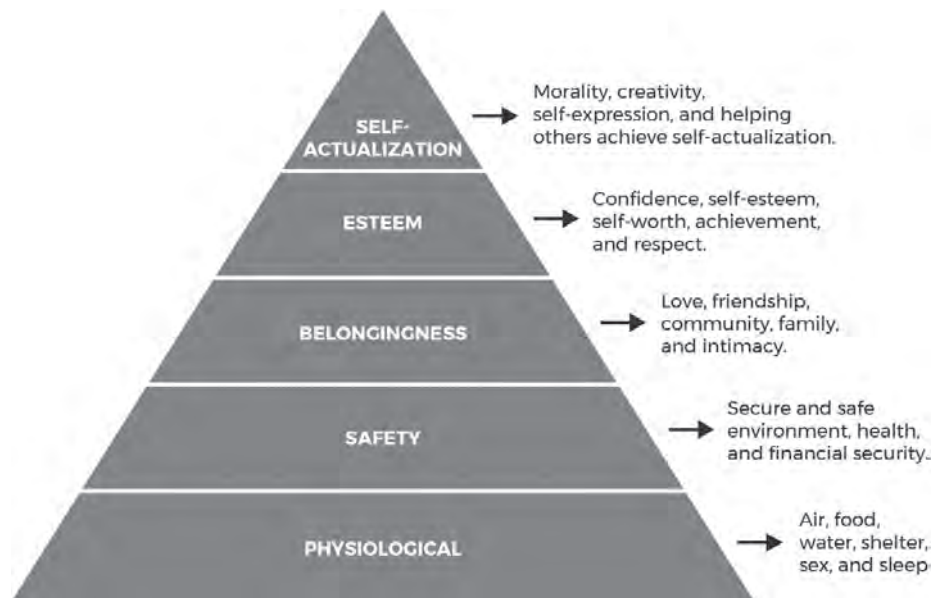 SELF-
ACTUALIZATION
Morality, creativity,
self-expression, and helping
others achieve self-actualization.
ESTEEM
Confidence, self-esteem,
self-worth, achievement,
and respect.
BELONGINGNESS
Love, friendship,
community, family,
and intimacy.
SAFETY
Secure and safe
environment, health,
and financial security.
PHYSIOLOGICAL
Air, food,
water, shelter,
sex, and sleep